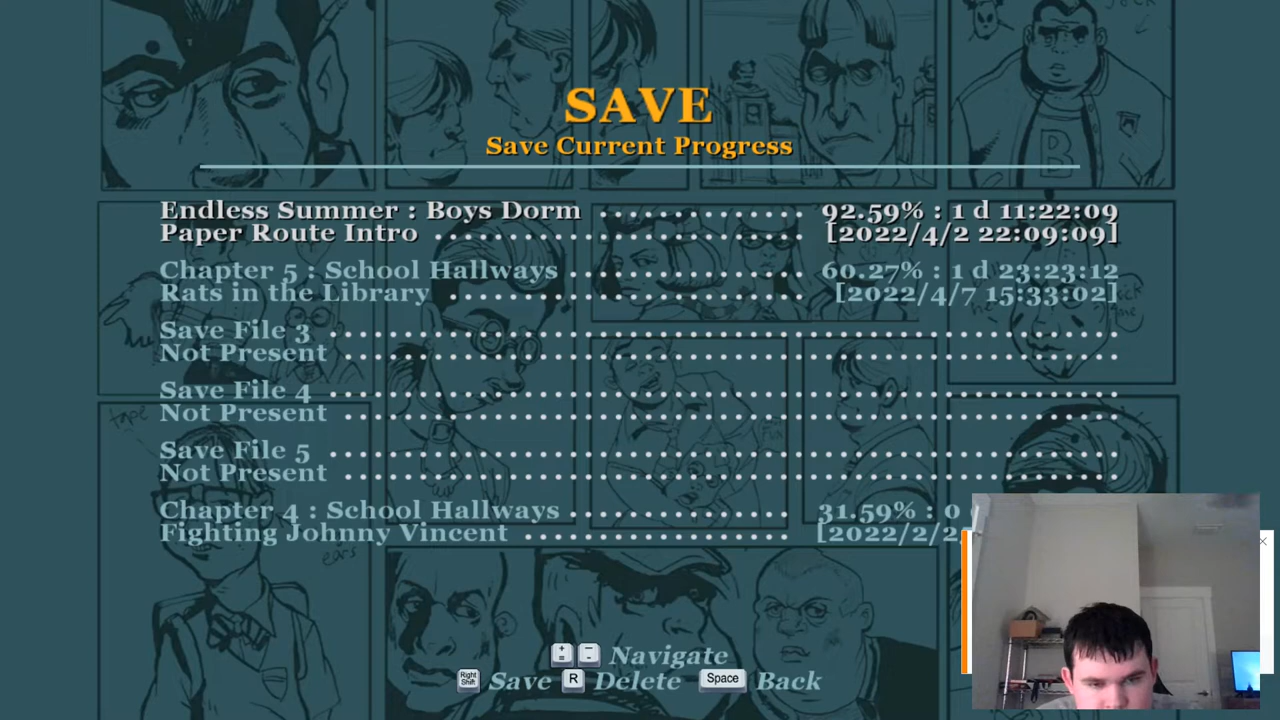 SAVE
Save Current Progress
Endless Summer : Boys Dorm .............. 92.59% : 1 d 11:22:09
Paper Route Intro ......................... [2022/4/2 22:09:09]
Chapter 5 : School Hallways ................ 60.27% : 1 d 23:23:12
Rats in the Library ........................ [2022/4/7 15:33:02]
Save File 3 .....................................................
Not Present ....................................................
Save File 4 .....................................................
Not Present ....................................................
Save File 5 .....................................................
Not Present ....................................................
Chapter 4 : School Hallways ............... 31.59% : 0
Fighting Johnny Vincent .................. [2022/2/2
+ = - Navigate
Right Shift Save R Delete Space Back
B
tape
ears